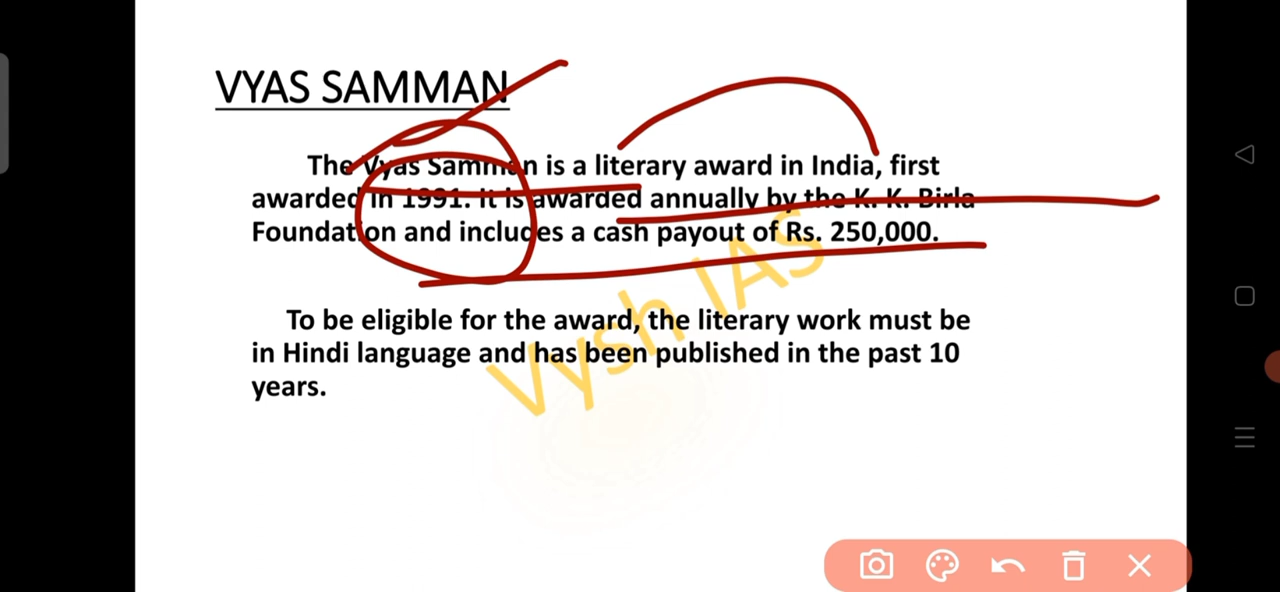 VYAS SAMMAN
The Vyas Samman is a literary award in India, first
awarded in 1991. It is awarded annually by the K. K. Birla
Foundation and includes a cash payout of Rs. 250,000.
To be eligible for the award, the literary work must be
in Hindi language and has been published in the past 10
years.
Vysh IAS